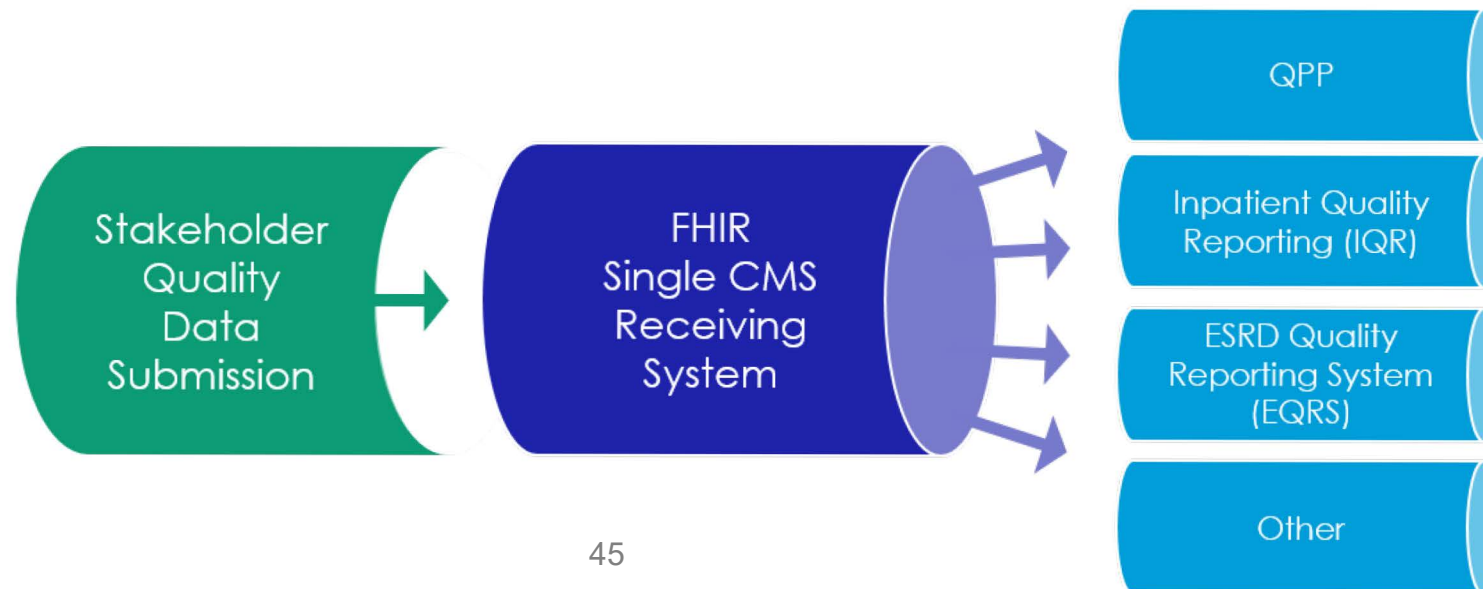 Stakeholder
Quality
Data
Submission
FHIR
Single CMS
Receiving
System
QPP
Inpatient Quality
Reporting (IQR)
ESRD Quality
Reporting System
(EQRS)
Other
45